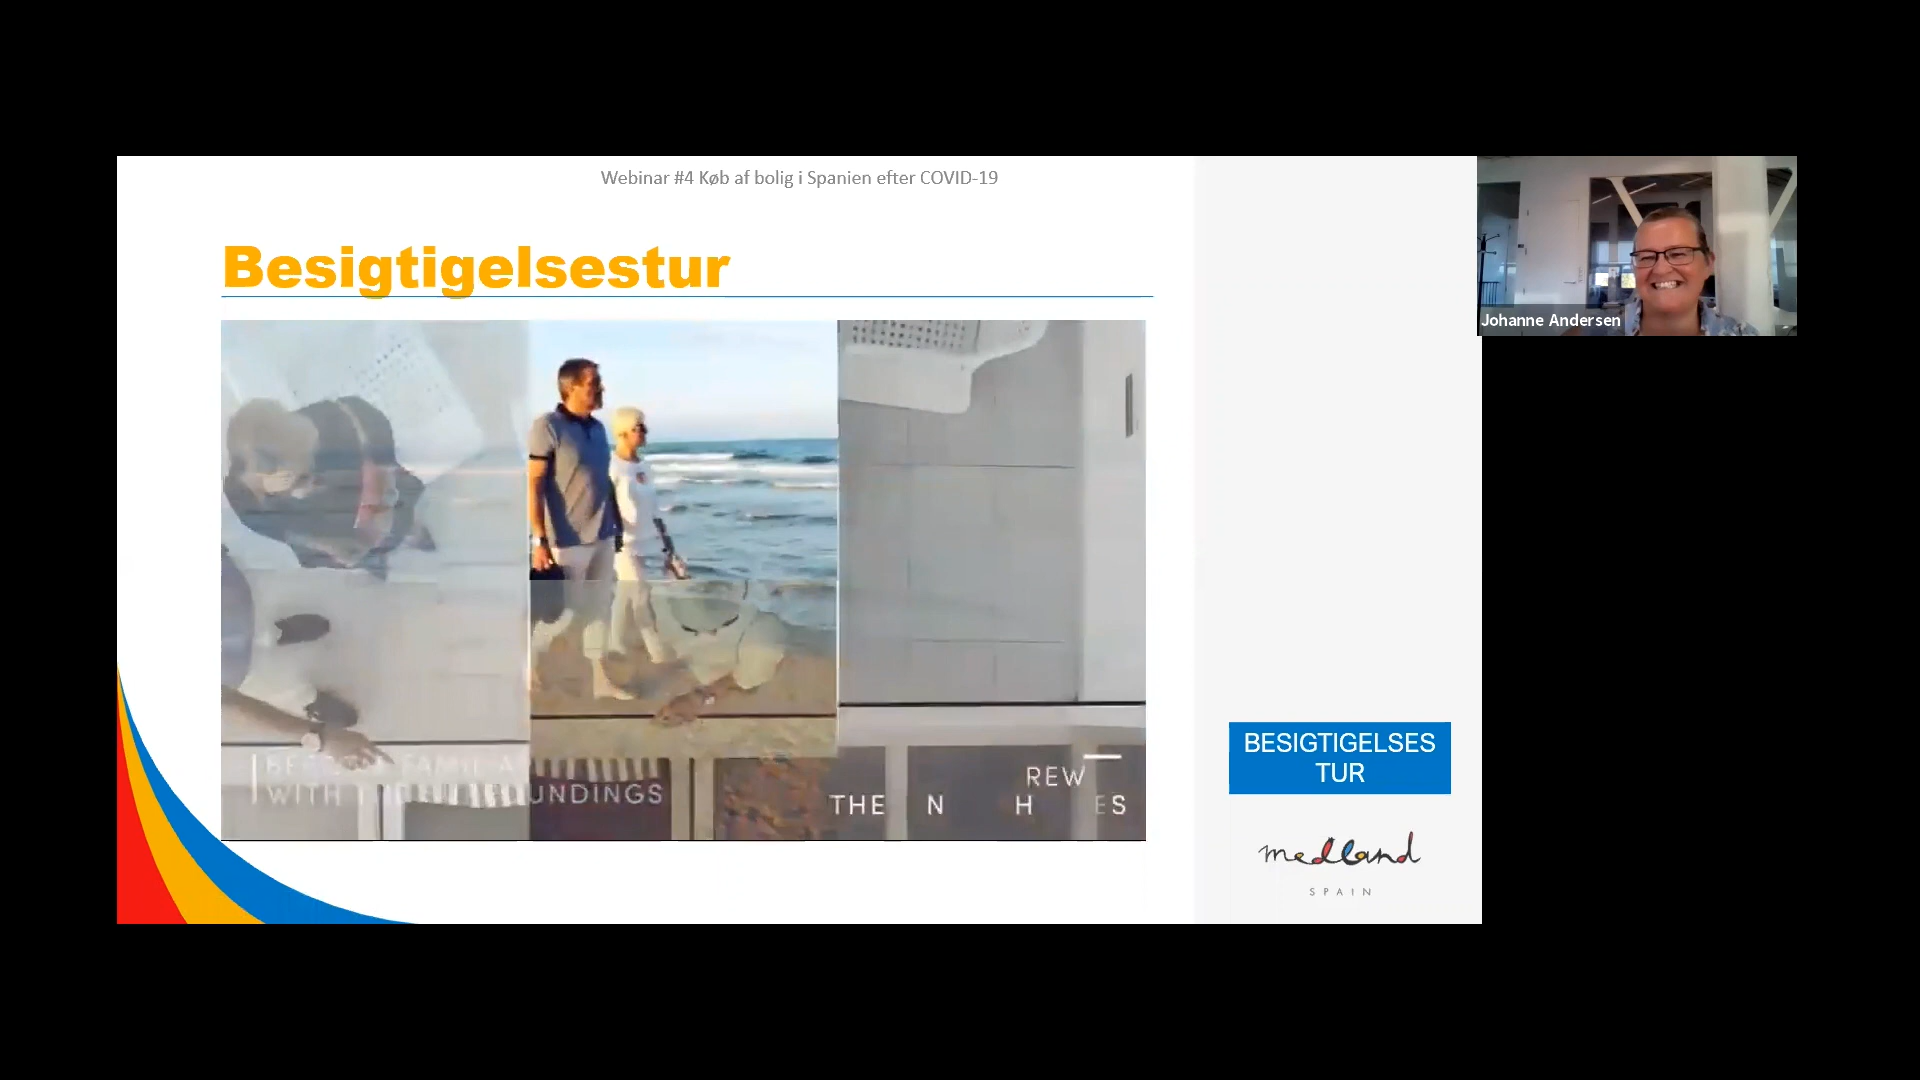 Webinar #4 Køb af bolig i Spanien efter COVID-19
Besigtigelsestur
Johanne Andersen
WITH
UNDINGS
REW
THE N H ES
BESIGTIGELSES
TUR
medland
SPAIN